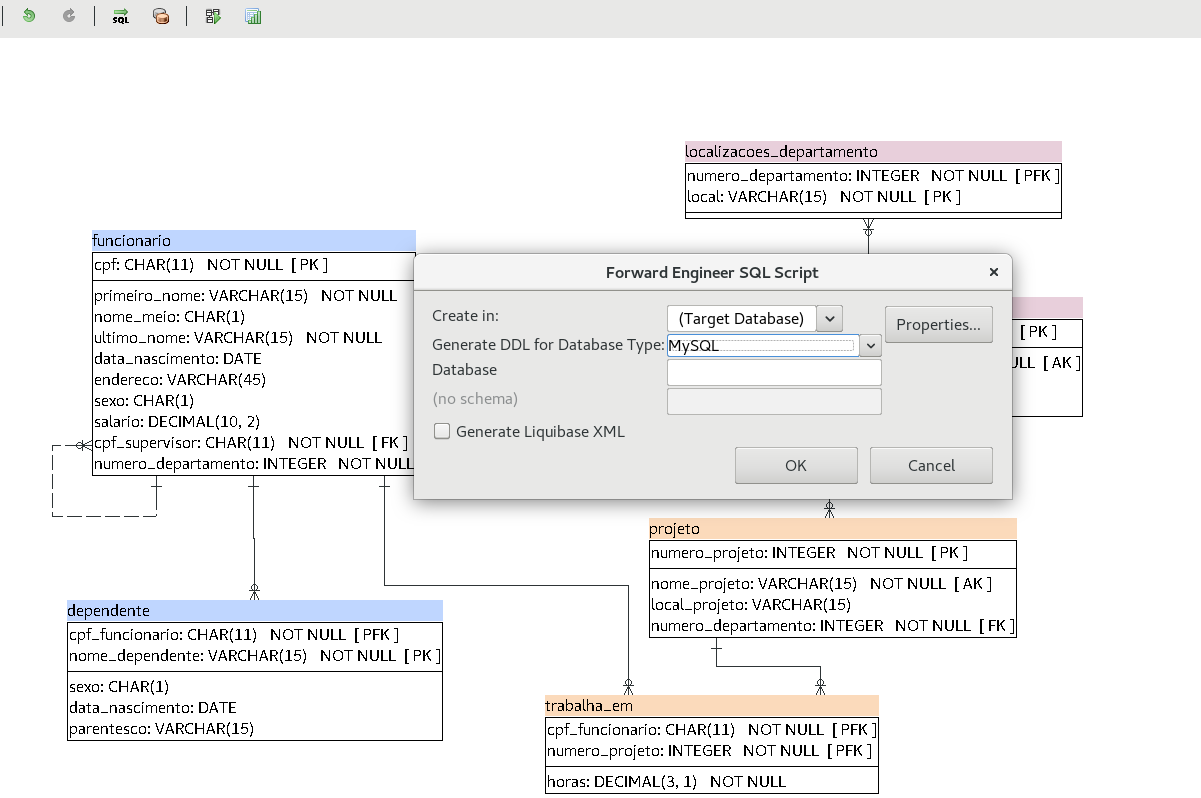 SQL
localizacoes_departamento
numero_departamento: INTEGER NOT NULL [ PFK ]
local: VARCHAR(15) NOT NULL [ PK ]
funcionario
cpf: CHAR(11) NOT NULL [ PK ]
primeiro_nome: VARCHAR(15) NOT NULL
nome_meio: CHAR(1)
ultimo_nome: VARCHAR(15) NOT NULL
data_nascimento: DATE
endereco: VARCHAR(45)
sexo: CHAR(1)
salario: DECIMAL(10, 2)
cpf_supervisor: CHAR(11) NOT NULL [ FK ]
numero_departamento: INTEGER NOT NULL
Forward Engineer SQL Script
Create in:
(Target Database)
Properties...
Generate DDL for Database Type:
MySQL
Database
(no schema)
Generate Liquibase XML
OK
Cancel
[ PK ]
[ AK ]
projeto
numero_projeto: INTEGER NOT NULL [ PK ]
nome_projeto: VARCHAR(15) NOT NULL [ AK ]
local_projeto: VARCHAR(15)
numero_departamento: INTEGER NOT NULL [ FK ]
dependente
cpf_funcionario: CHAR(11) NOT NULL [ PFK ]
nome_dependente: VARCHAR(15) NOT NULL [ PK ]
sexo: CHAR(1)
data_nascimento: DATE
parentesco: VARCHAR(15)
trabalha_em
cpf_funcionario: CHAR(11) NOT NULL [ PFK ]
numero_projeto: INTEGER NOT NULL [ PFK ]
horas: DECIMAL(3, 1) NOT NULL